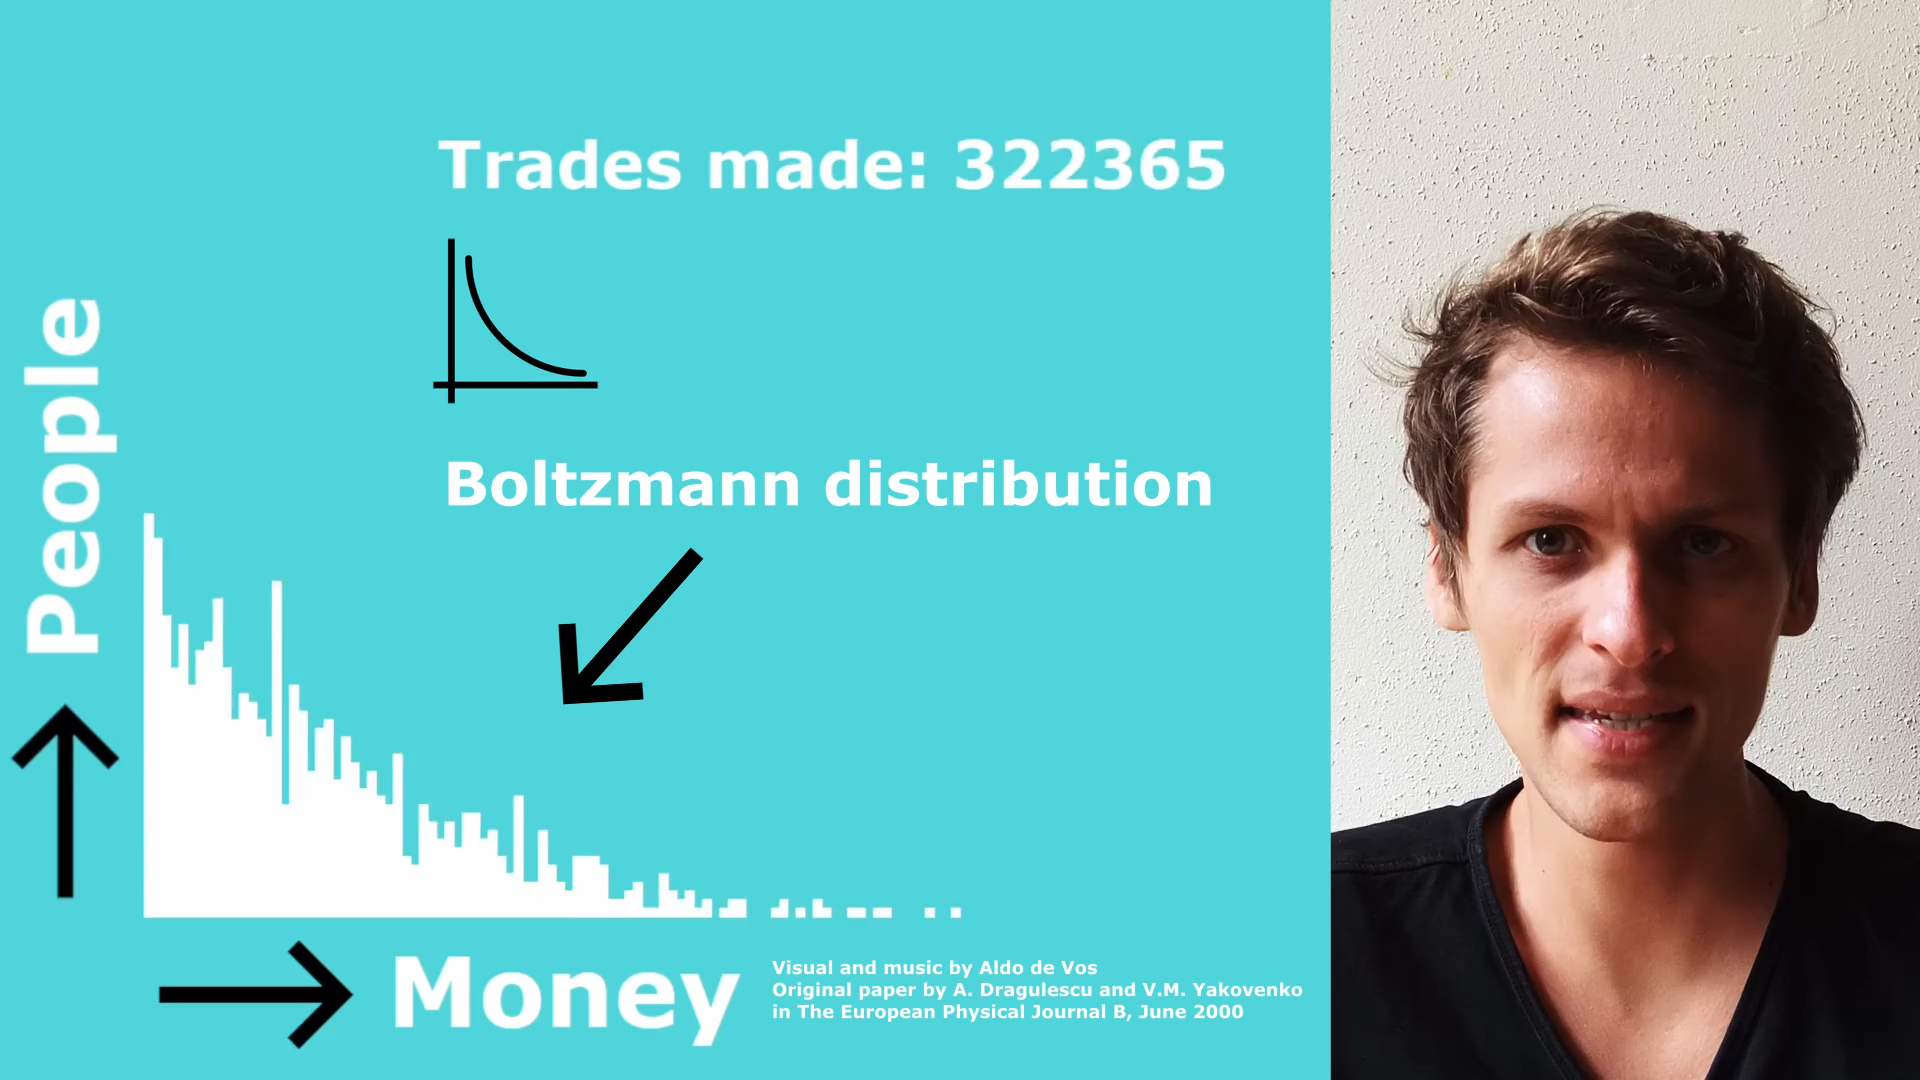 Trades made: 322365
People
Boltzmann distribution
Money
Visual and music by Aldo de Vos
Original paper by A. Dragulescu and V.M. Yakovenko
in The European Physical Journal B, June 2000